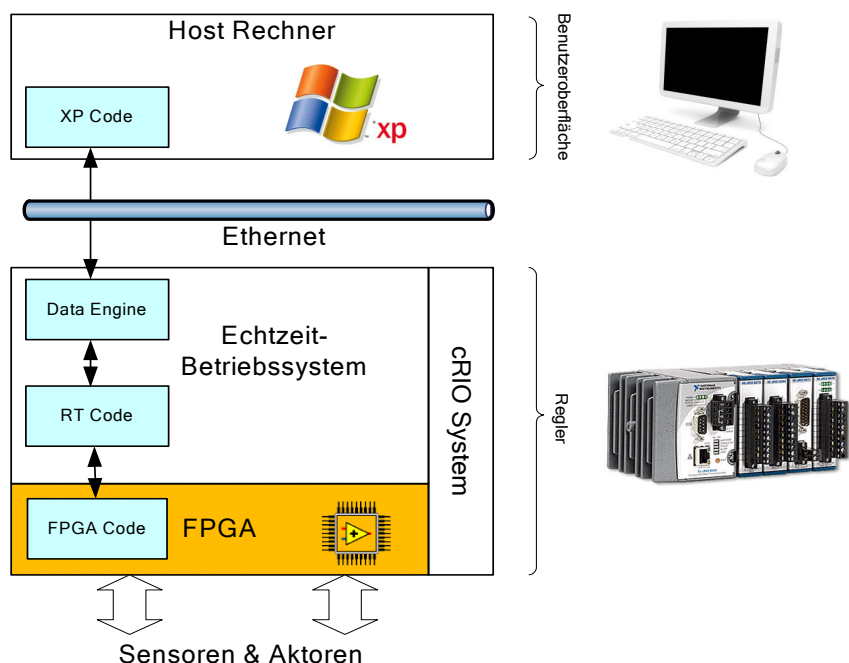 Host Rechner
XP Code
xp
Benutzeroberfläche
Ethernet
Data Engine
Echtzeit-
Betriebssystem
RT Code
cRIO System
Regler
FPGA Code
FPGA
Sensoren & Aktoren